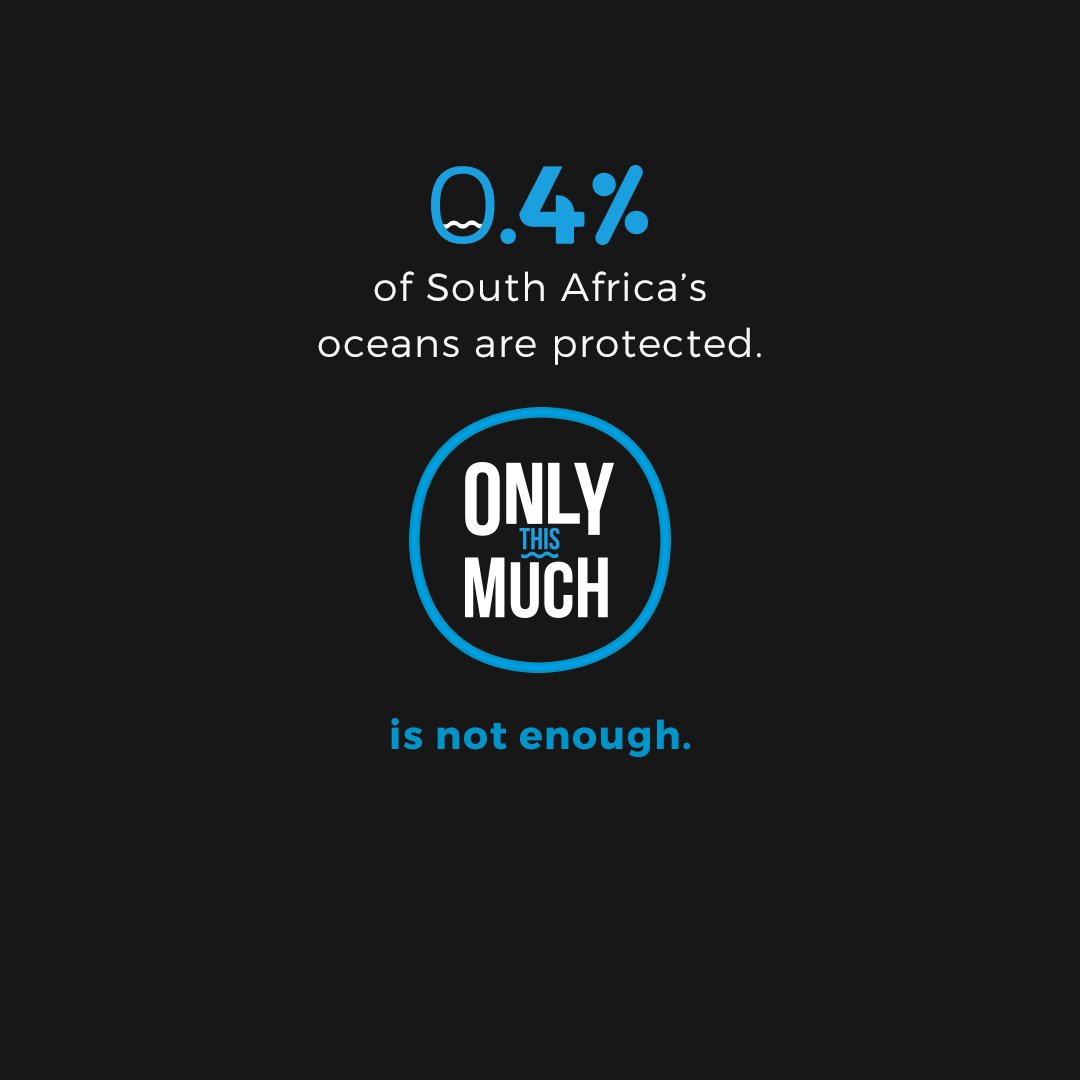 0.4%
of South Africa’s
oceans are protected.
ONLY
THIS
MUCH
is not enough.